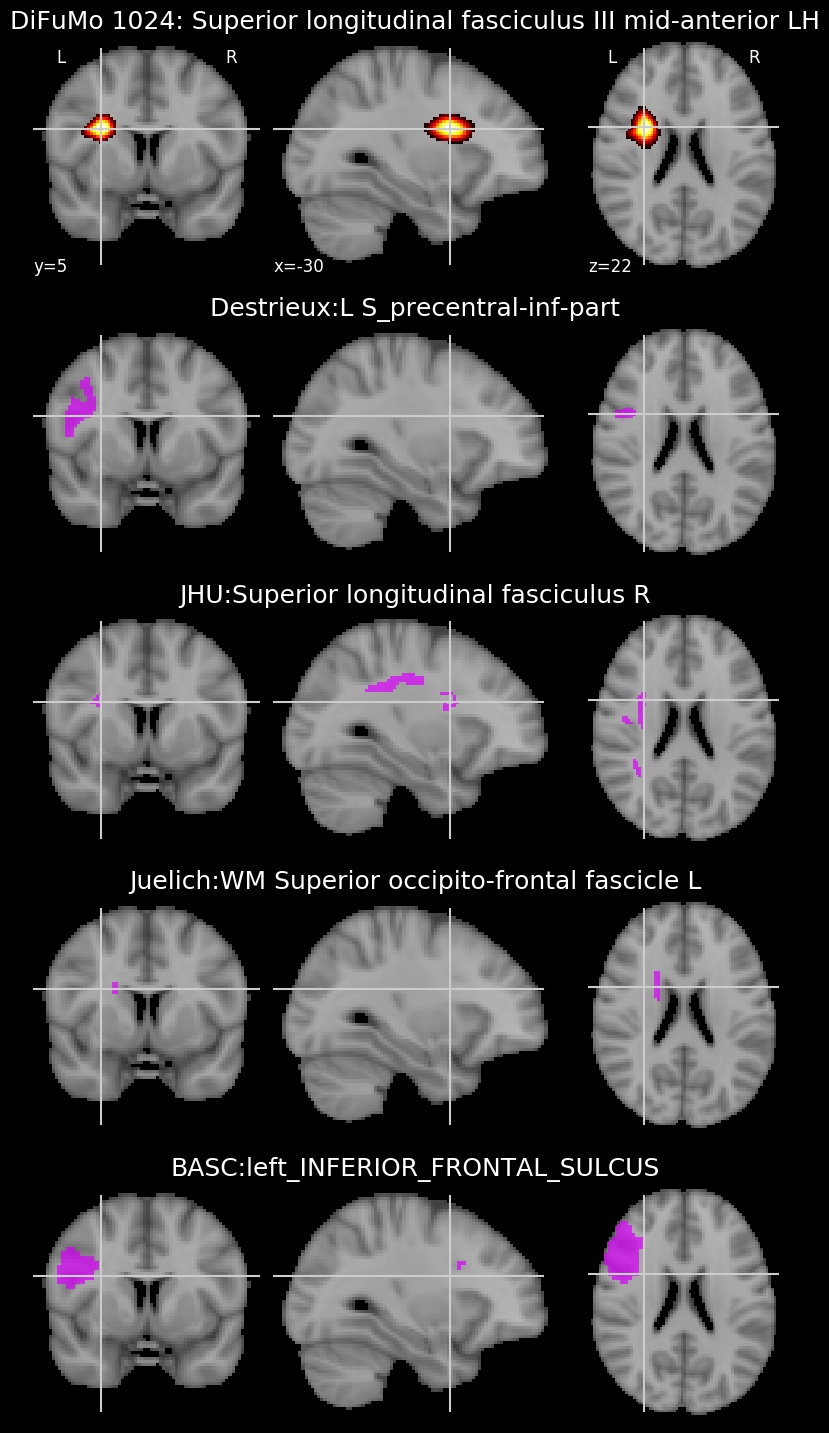 DiFuMo 1024: Superior longitudinal fasciculus III mid-anterior LH
L R L R
y=5 x=-30 z=22
Destrieux:L S_precentral-inf-part
JHU:Superior longitudinal fasciculus R
Juelich:WM Superior occipito-frontal fascicle L
BASC:left_INFERIOR_FRONTAL_SULCUS